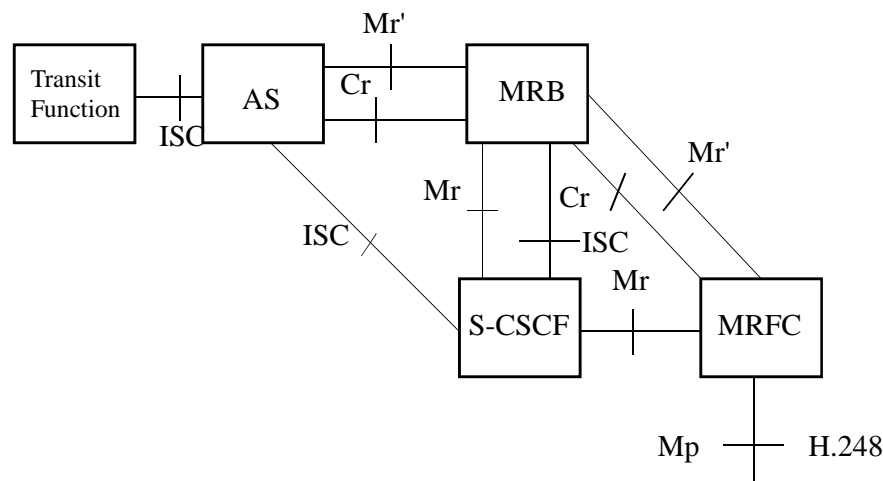 Mr'
Transit
Function
AS
Cr
MRB
ISC
Mr'
Mr
Cr
ISC
ISC
Mr
S-CSCF
MRFC
Mp
H.248